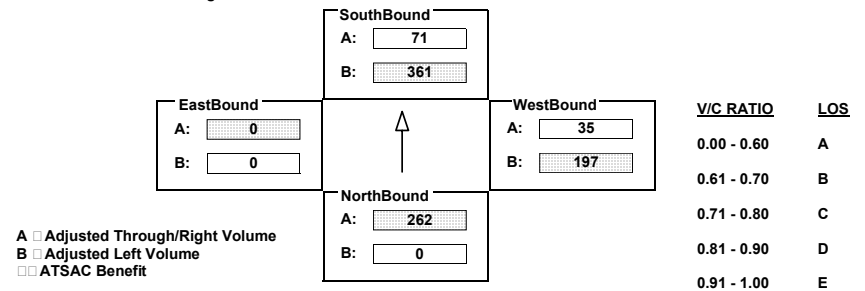 SouthBound
A: 71
B: 361
EastBound
A: 0
B: 0
WestBound
A: 35
B: 197
NorthBound
A: 262
B: 0
A □ Adjusted Through/Right Volume
B □ Adjusted Left Volume
□□ ATSAC Benefit
V/C RATIO LOS
0.00 - 0.60 A
0.61 - 0.70 B
0.71 - 0.80 C
0.81 - 0.90 D
0.91 - 1.00 E